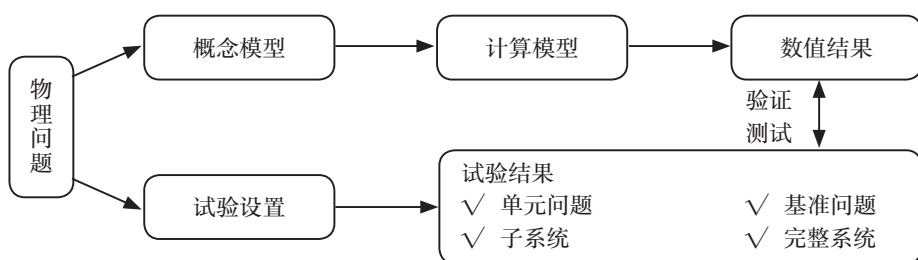 概念模型
计算模型
数值结果
物理问题
验证
测试
试验设置
试验结果
√ 单元问题
√ 基准问题
√ 子系统
√ 完整系统